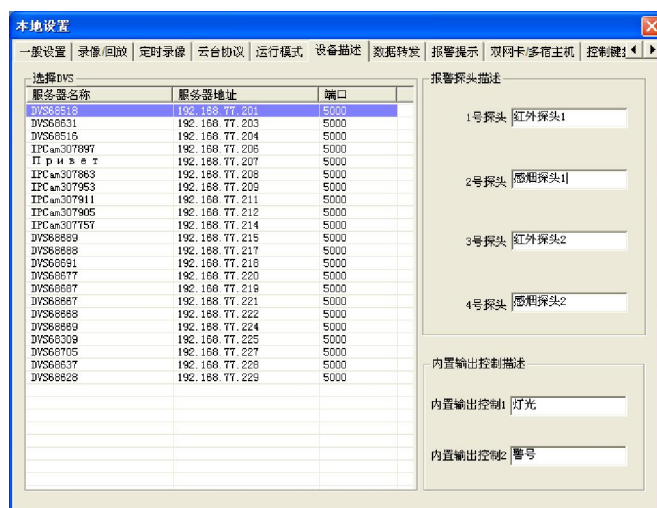 本地设置
一般设置 录像/回放 定时录像 云台协议 运行模式 设备描述 数据转发 报警提示 双网卡/多宿主机 控制键
选择DVS
服务器名称 服务器地址 端口
DVS68518 192.168.77.201 5000
DVS68631 192.168.77.203 5000
DVS68516 192.168.77.204 5000
IPCam307897 192.168.77.206 5000
Привет 192.168.77.207 5000
IPCam307863 192.168.77.208 5000
IPCam307953 192.168.77.209 5000
IPCam307911 192.168.77.211 5000
IPCam307905 192.168.77.212 5000
IPCam307757 192.168.77.214 5000
DVS68689 192.168.77.215 5000
DVS68688 192.168.77.217 5000
DVS68691 192.168.77.218 5000
DVS68677 192.168.77.220 5000
DVS68687 192.168.77.219 5000
DVS68667 192.168.77.221 5000
DVS68668 192.168.77.222 5000
DVS68669 192.168.77.224 5000
DVS68309 192.168.77.225 5000
DVS68705 192.168.77.227 5000
DVS68637 192.168.77.228 5000
DVS68628 192.168.77.229 5000
报警探头描述
1号探头 红外探头1
2号探头 感烟探头1
3号探头 红外探头2
4号探头 感烟探头2
内置输出控制描述
内置输出控制1 灯光
内置输出控制2 警号